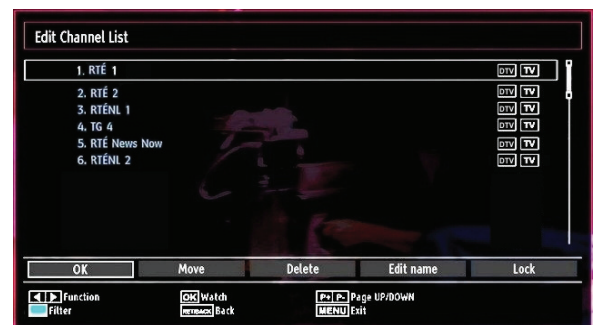 Edit Channel List
1. RTÉ 1 DTV TV
2. RTÉ 2 DTV TV
3. RTÉNL 1 DTV TV
4. TG 4 DTV TV
5. RTÉ News Now DTV TV
6. RTÉNL 2 DTV TV
OK Move Delete Edit name Lock
Function OK Watch P+ P- Page UP/DOWN
Filter RET/BACK Back MENU Exit